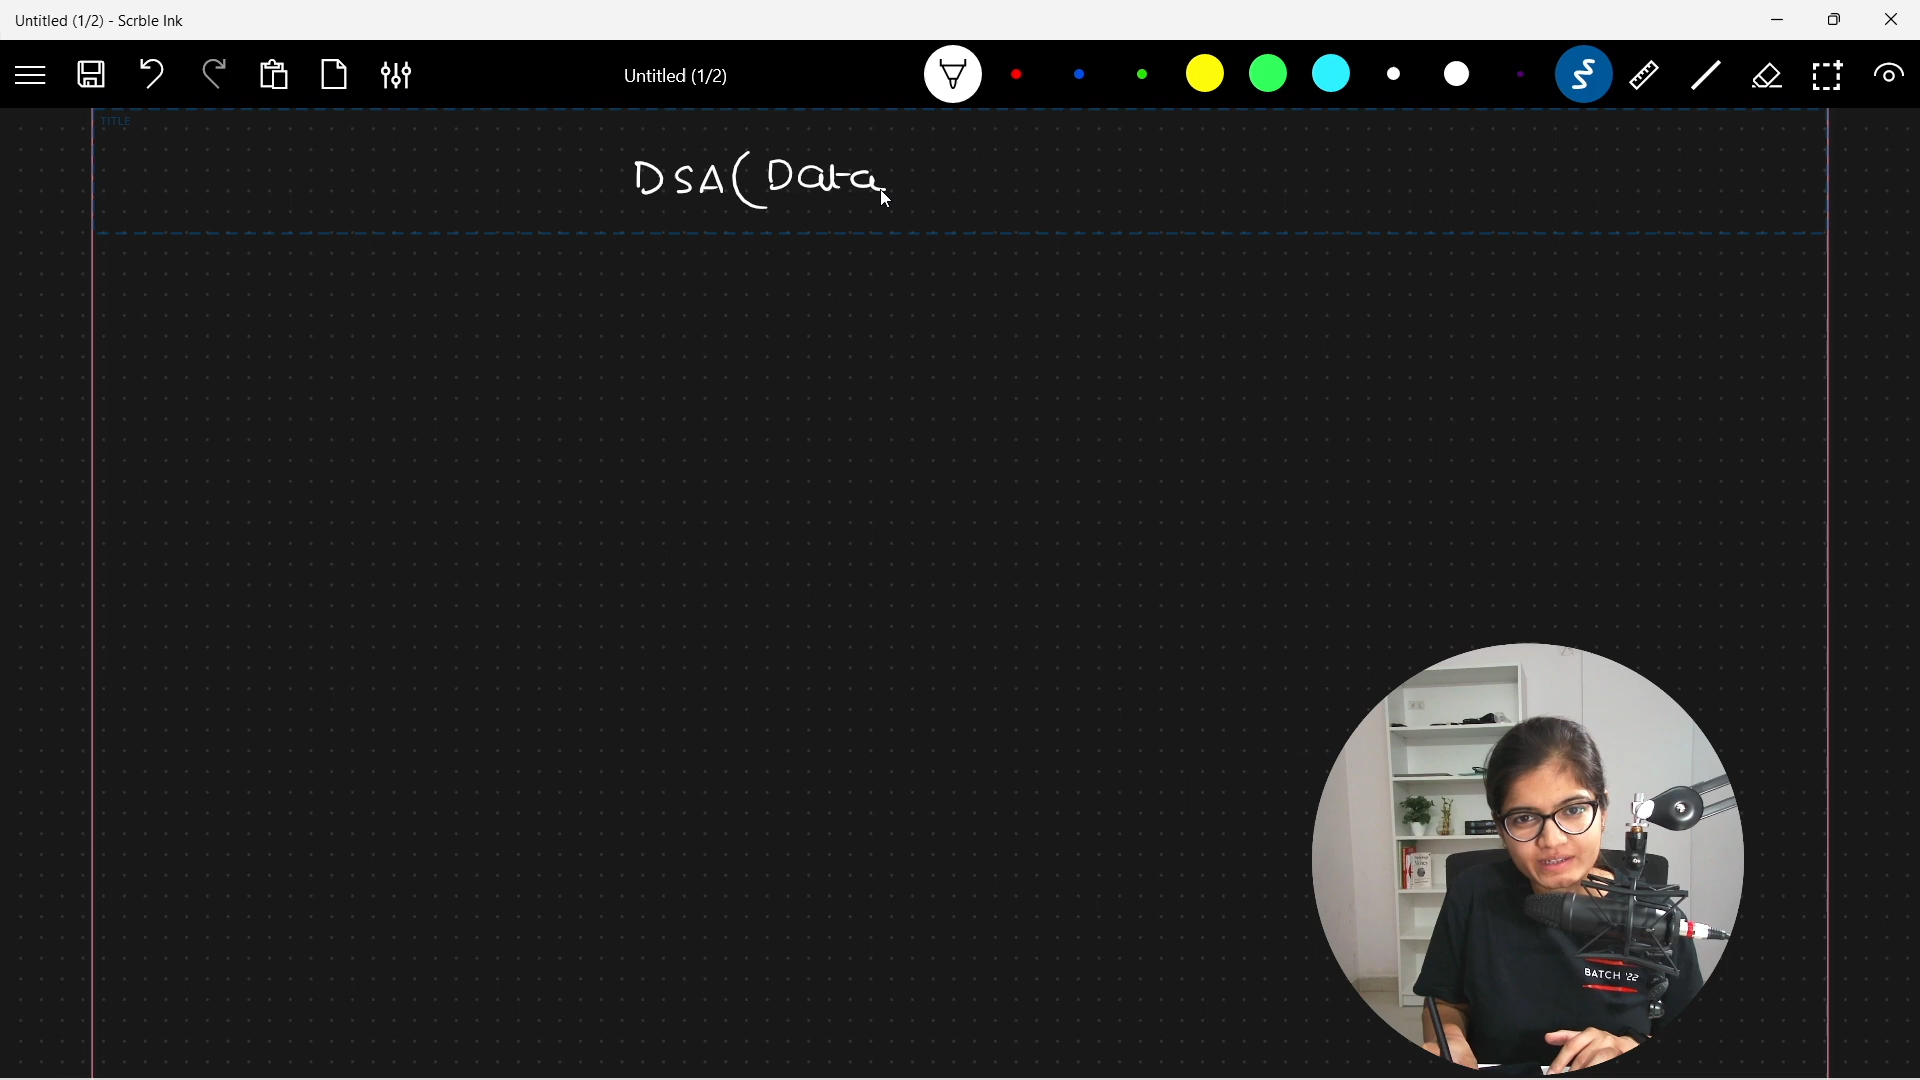 Untitled (1/2) - Scrble Ink
Untitled (1/2)
TITLE
DSA(Data
BATCH '22